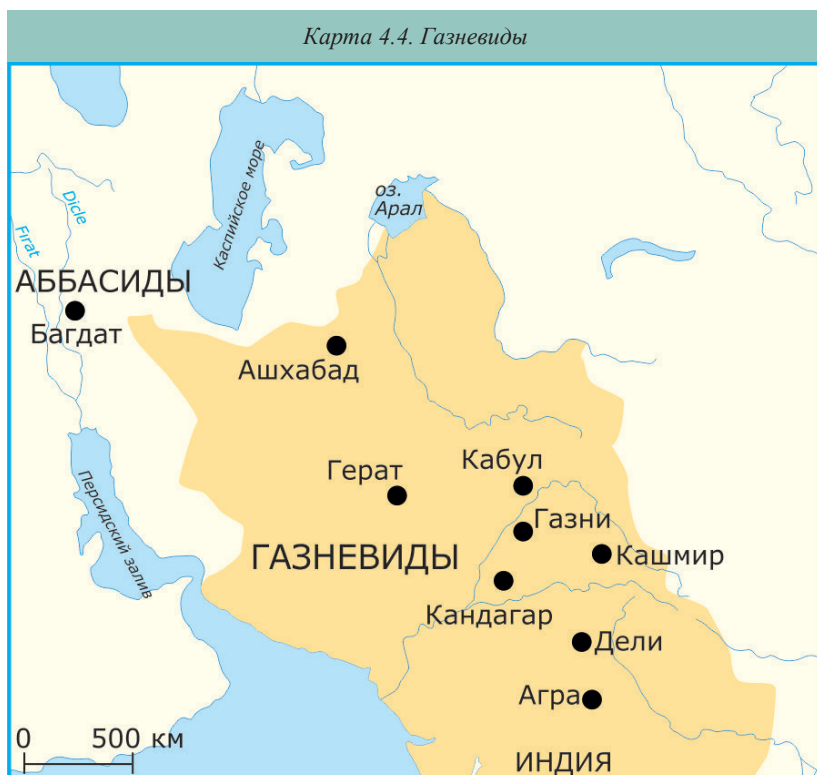 Карта 4.4. Газневиды
Каспийское море
оз.
Арал
Dicle
Fırat
АББАСИДЫ
Багдат
Ашхабад
Герат
Кабул
Газни
Персидский залив
ГАЗНЕВИДЫ
Кашмир
Кандагар
Дели
Агра
0 500 км
ИНДИЯ